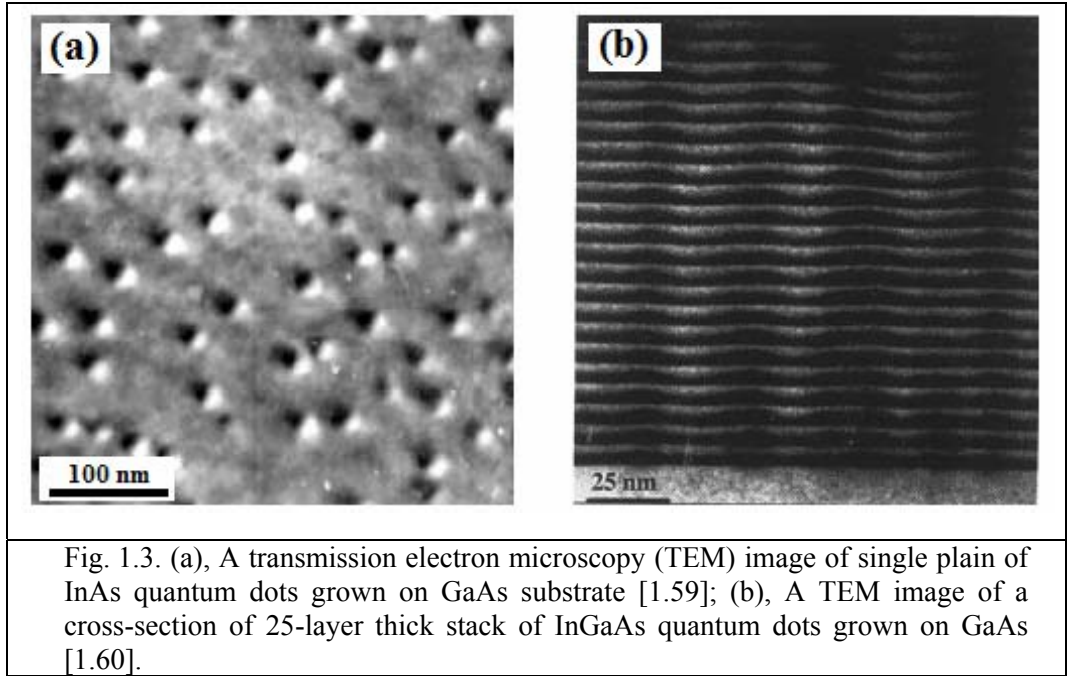 (a)
(b)
100 nm
25 nm
Fig. 1.3. (a), A transmission electron microscopy (TEM) image of single plain of
InAs quantum dots grown on GaAs substrate [1.59]; (b), A TEM image of a
cross-section of 25-layer thick stack of InGaAs quantum dots grown on GaAs
[1.60].